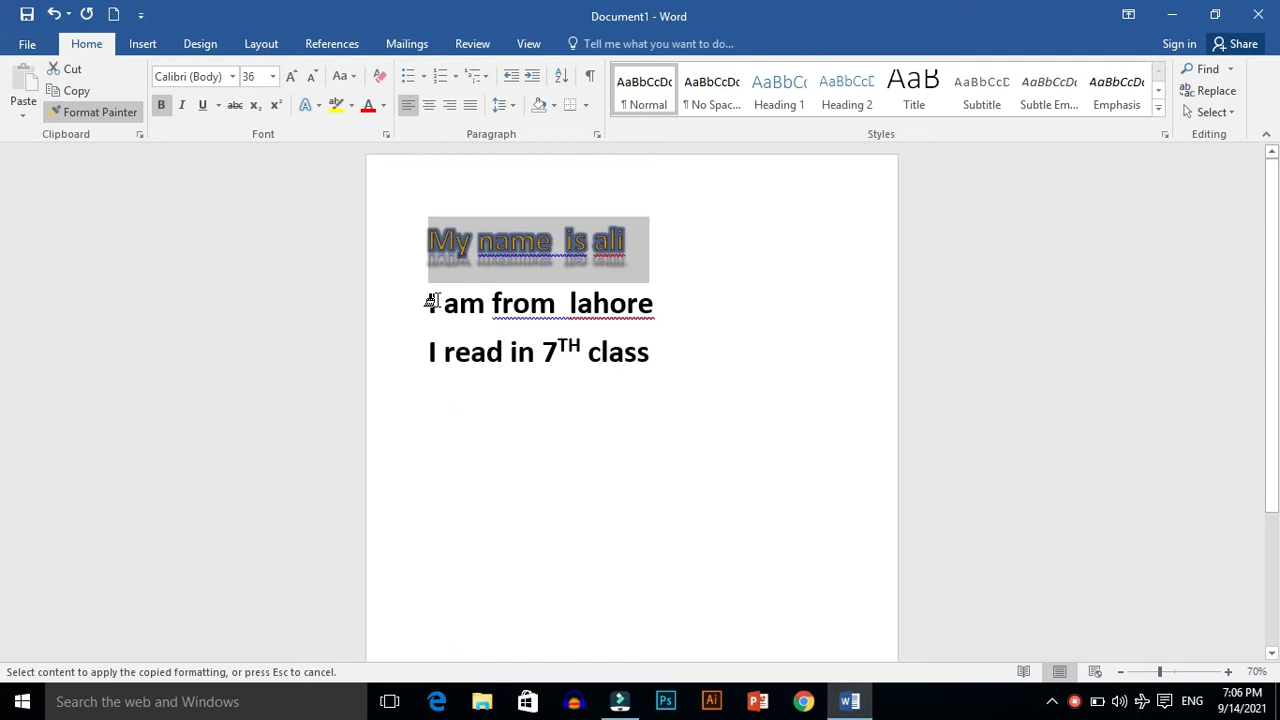 Document1 - Word
File Home Insert Design Layout References Mailings Review View Tell me what you want to do... Sign in Share
Paste Cut Copy Format Painter
Calibri (Body) 36
AaBbCcDc AaBbCcDc AaBbCc AaBbCcD AaB AaBbCcD AaBbCcDc AaBbCcDc
¶ Normal ¶ No Spac... Heading 1 Heading 2 Title Subtitle Subtle Em... Emphasis
Find
Replace
Select
Clipboard Font Paragraph Styles Editing
My name is ali
I am from lahore
I read in 7TH class
Select content to apply the copied formatting, or press Esc to cancel.
70%
Search the web and Windows
ENG
7:06 PM
9/14/2021